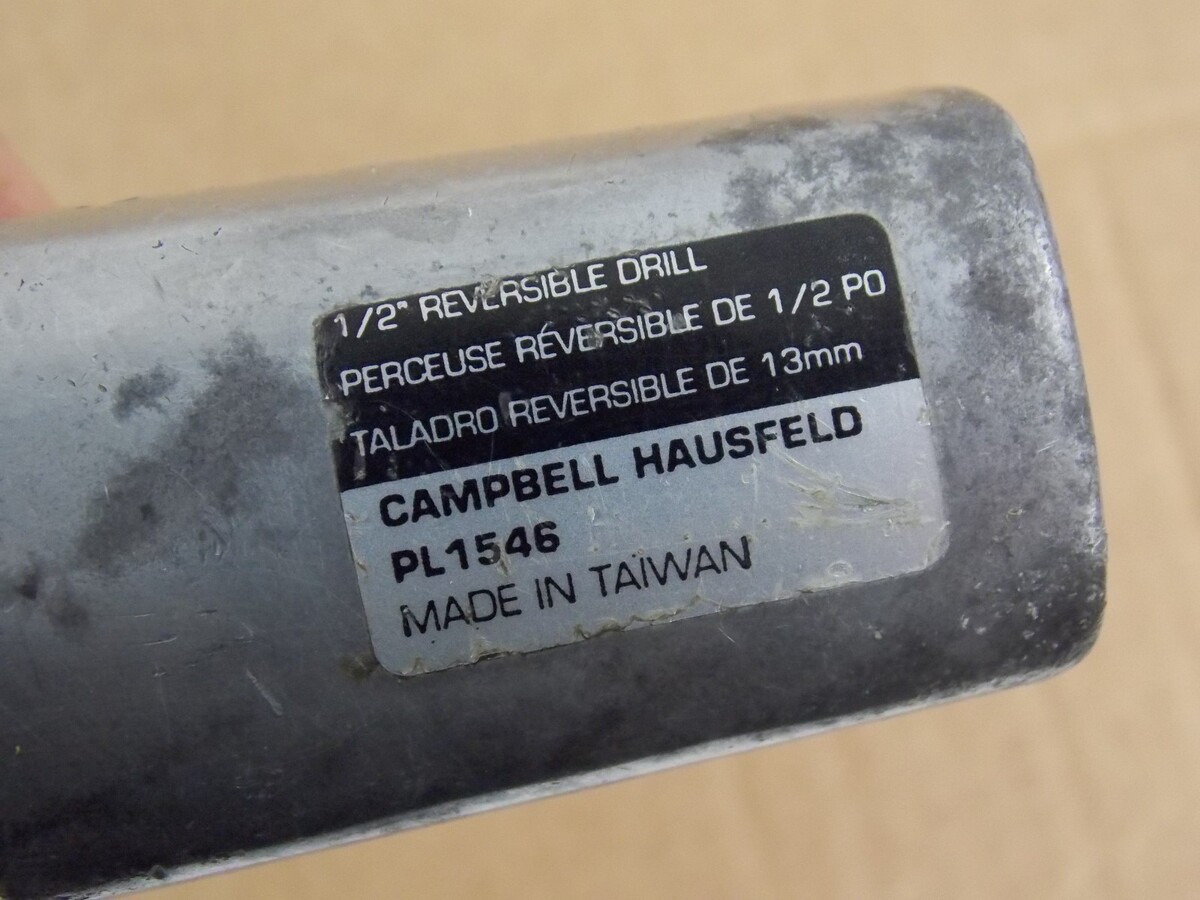 1/2" REVERSIBLE DRILL
PERCEUSE RÉVERSIBLE DE 1/2 PO
TALADRO REVERSIBLE DE 13mm
CAMPBELL HAUSFELD
PL1546
MADE IN TAIWAN